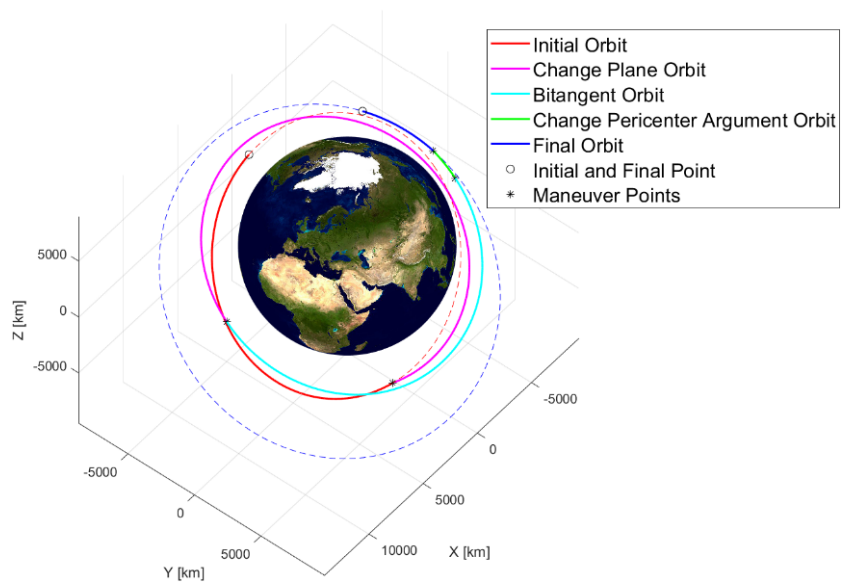 Initial Orbit
Change Plane Orbit
Bitangent Orbit
Change Pericenter Argument Orbit
Final Orbit
Initial and Final Point
Maneuver Points
5000
0
-5000
Z [km]
-5000
0
5000
Y [km]
-5000
0
5000
10000
X [km]